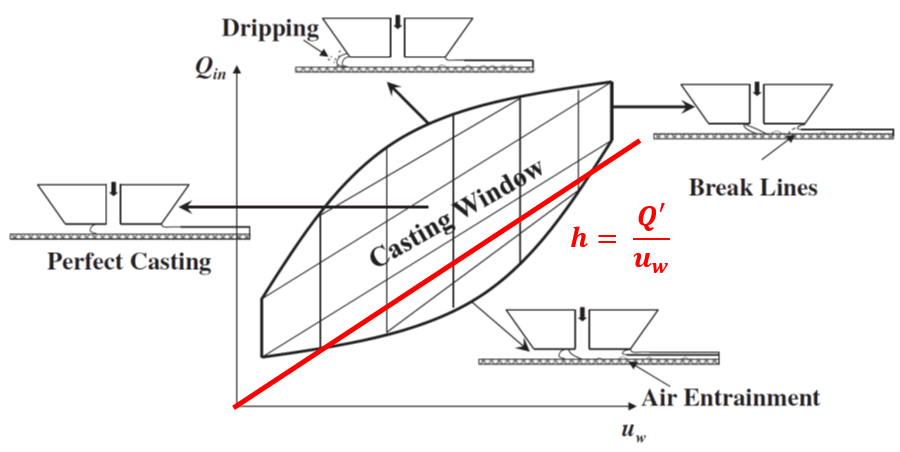 Dripping
Q_in
Break Lines
Casting Window
h = Q′/u_w
Perfect Casting
Air Entrainment
u_w